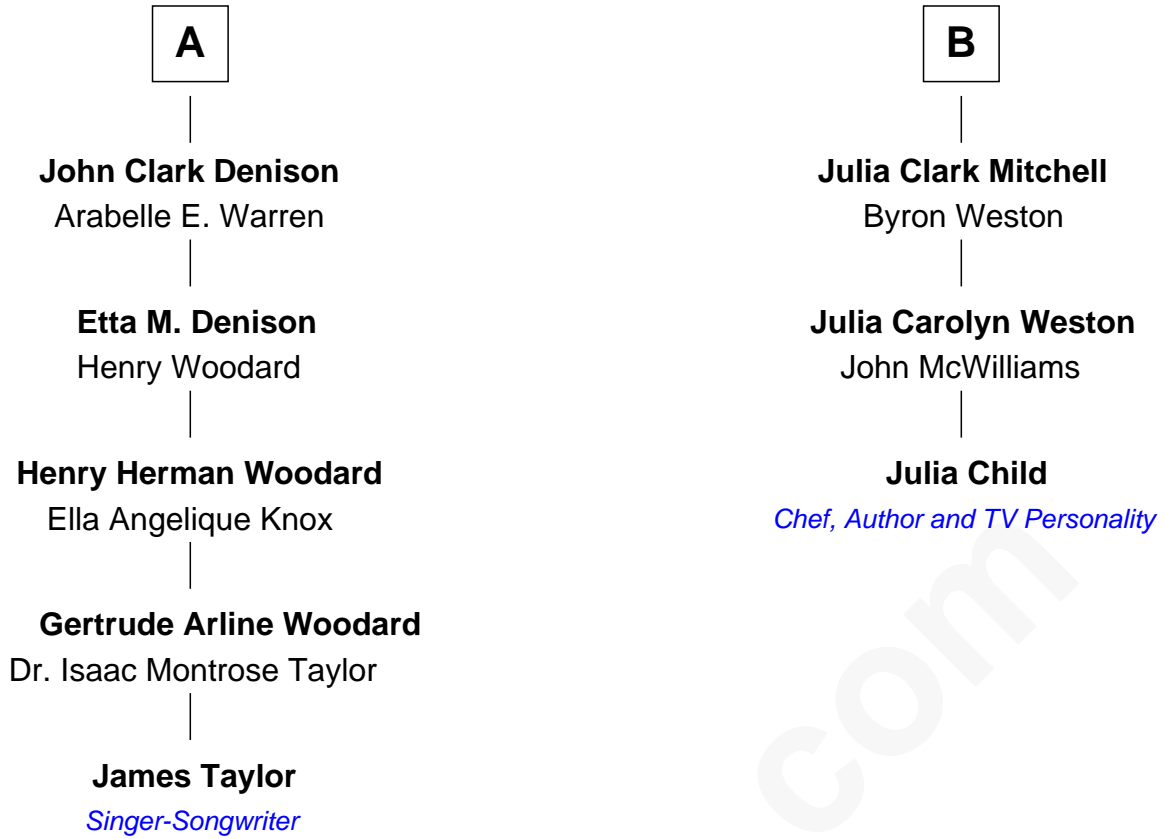 A
John Clark Denison
Arabelle E. Warren
Etta M. Denison
Henry Woodard
Henry Herman Woodard
Ella Angelique Knox
Gertrude Arline Woodard
Dr. Isaac Montrose Taylor
James Taylor
Singer-Songwriter
B
Julia Clark Mitchell
Byron Weston
Julia Carolyn Weston
John McWilliams
Julia Child
Chef, Author and TV Personality
com